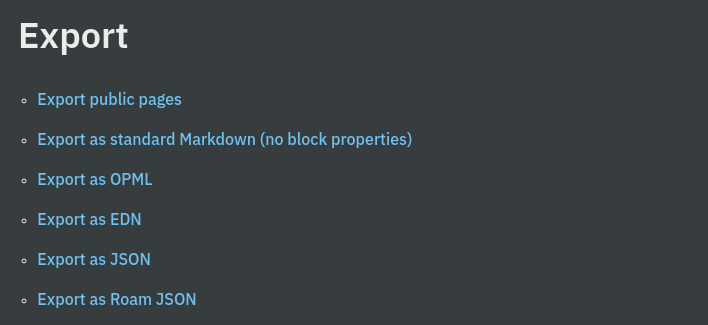 Export
Export public pages
Export as standard Markdown (no block properties)
Export as OPML
Export as EDN
Export as JSON
Export as Roam JSON